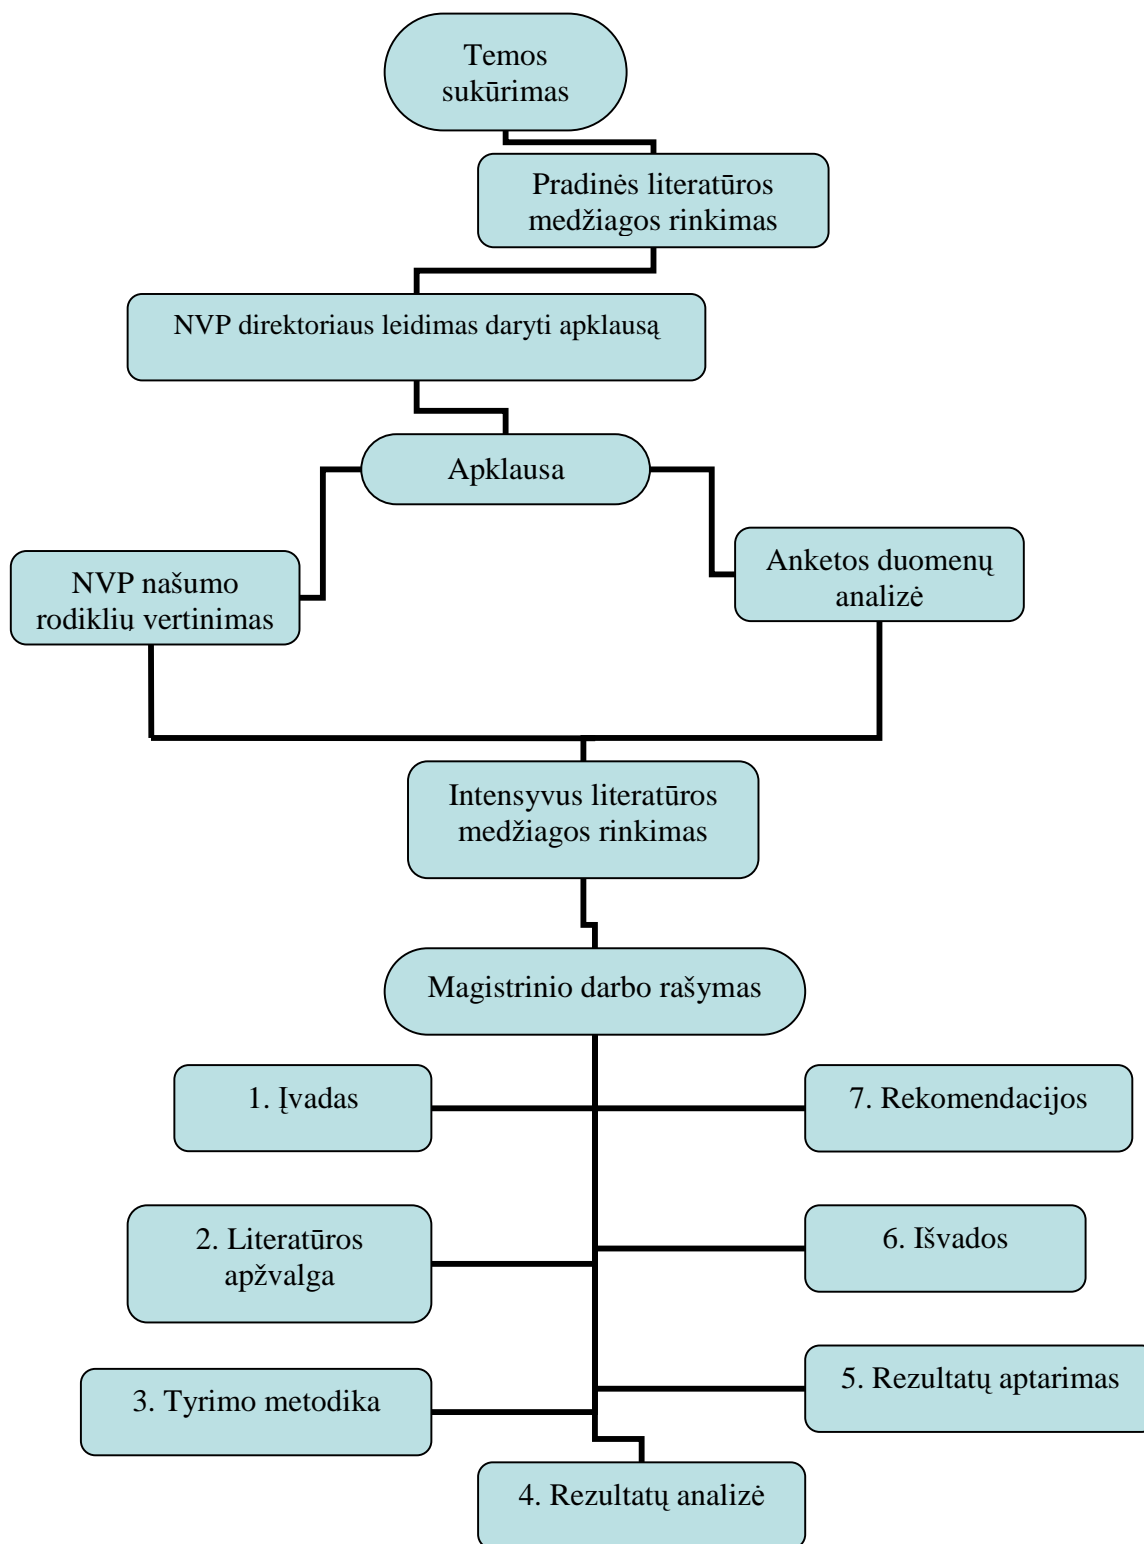 Temos
sukūrimas
Pradinės literatūros
medžiagos rinkimas
NVP direktoriaus leidimas daryti apklausą
Apklausa
NVP našumo
rodiklių vertinimas
Anketos duomenų
analizė
Intensyvus literatūros
medžiagos rinkimas
Magistrinio darbo rašymas
1. Įvadas
7. Rekomendacijos
2. Literatūros
apžvalga
6. Išvados
3. Tyrimo metodika
5. Rezultatų aptarimas
4. Rezultatų analizė